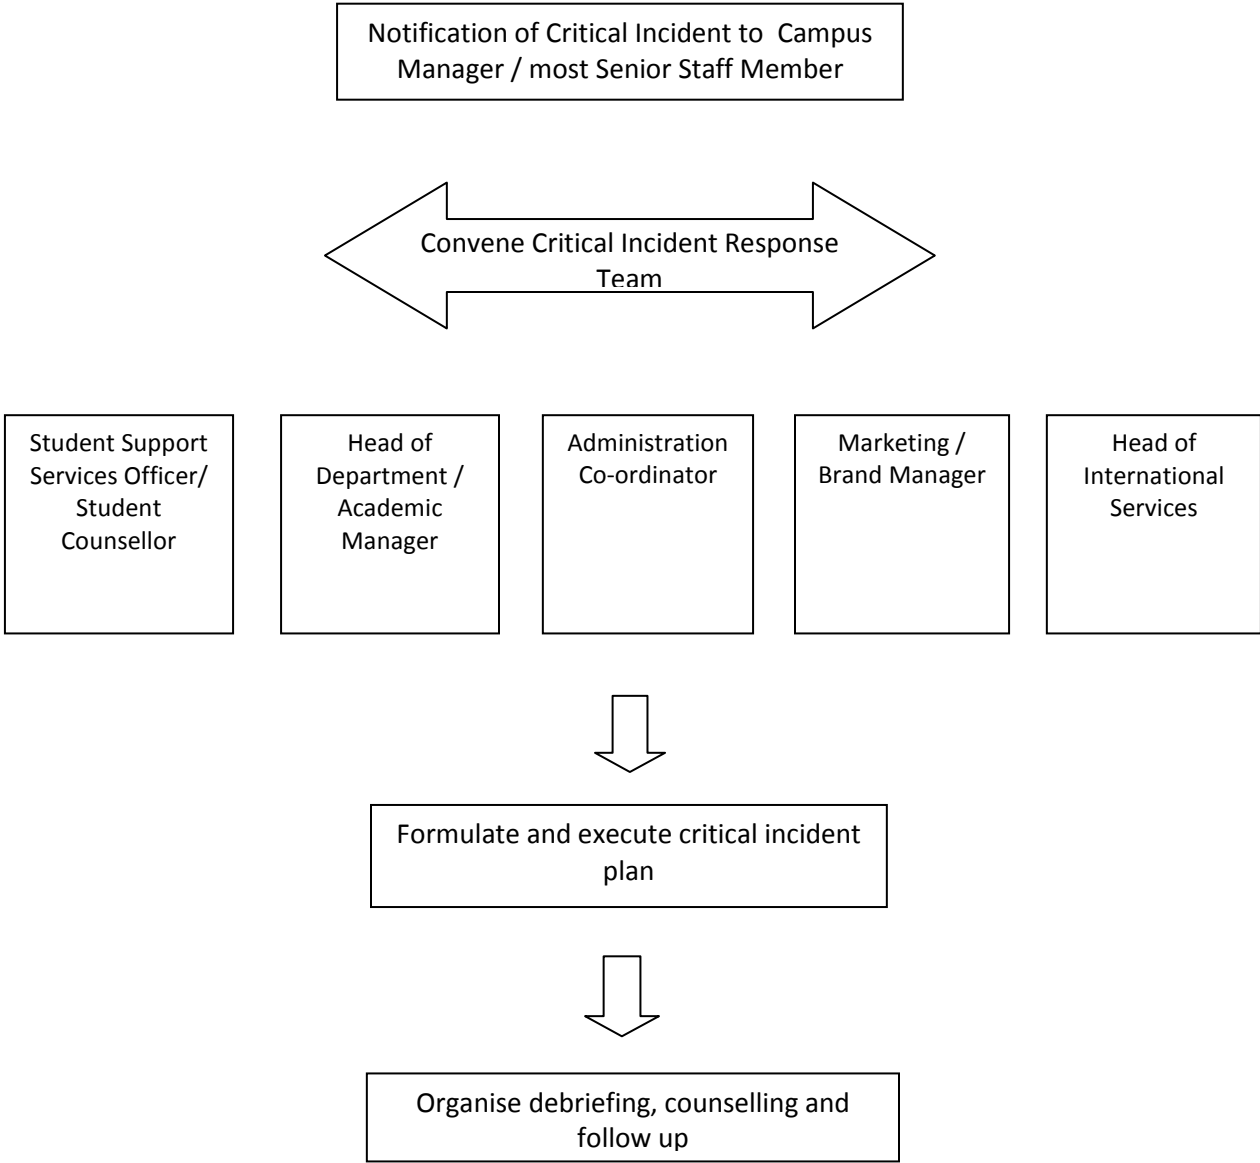 Notification of Critical Incident to  Campus
Manager / most Senior Staff Member
Convene Critical Incident Response
Team
Student Support
Services Officer/
Student
Counsellor
Head of
Department /
Academic
Manager
Administration
Co-ordinator
Marketing /
Brand Manager
Head of
International
Services
Formulate and execute critical incident
plan
Organise debriefing, counselling and
follow up